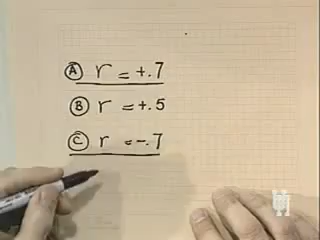 Ⓐ r = +.7
Ⓑ r = +.5
Ⓒ r = -.7